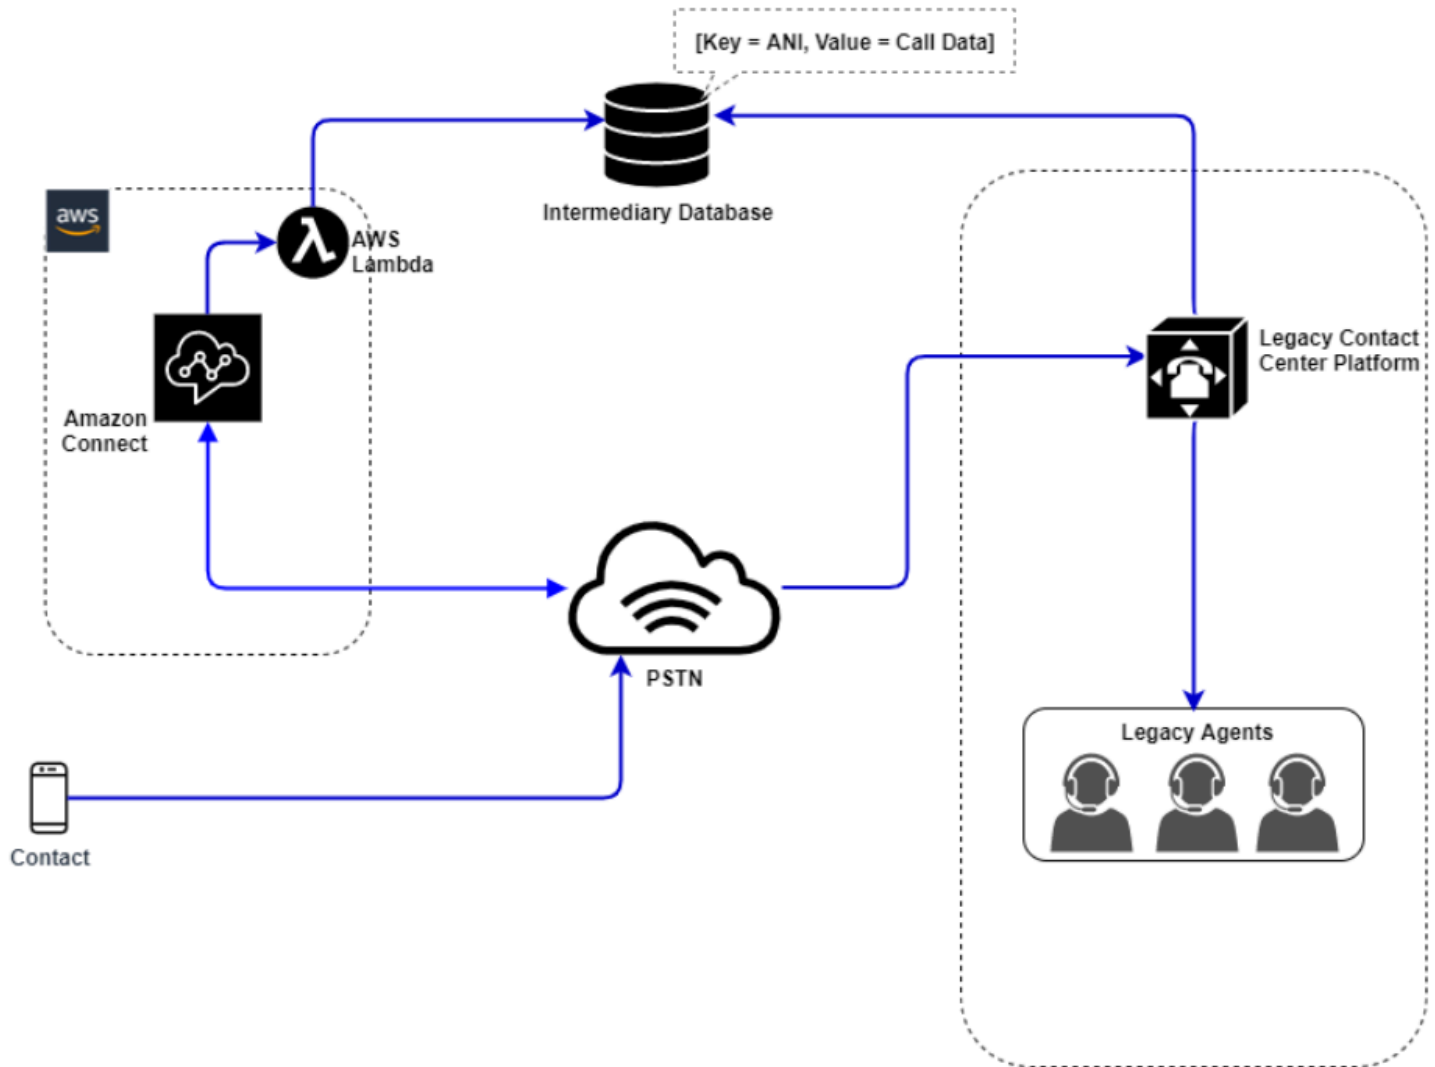 [Key = ANI, Value = Call Data]
Intermediary Database
aws
AWS
Lambda
Amazon
Connect
Legacy Contact
Center Platform
PSTN
Legacy Agents
Contact